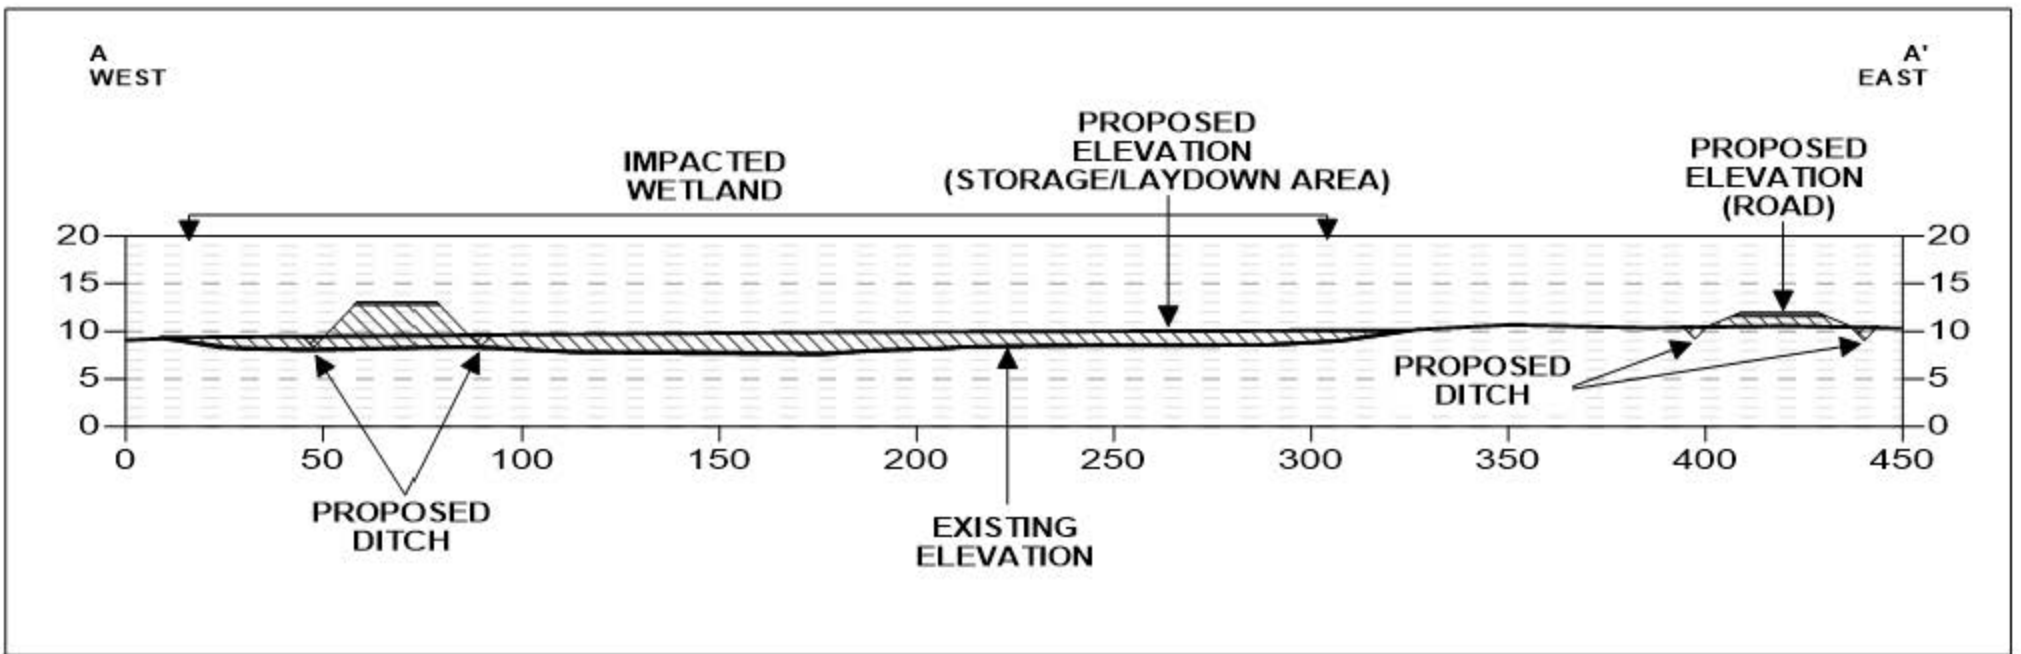 A
WEST
A'
EAST
IMPACTED
WETLAND
PROPOSED
ELEVATION
(STORAGE/LAYDOWN AREA)
PROPOSED
ELEVATION
(ROAD)
20
15
10
5
0
20
15
10
5
0
PROPOSED
DITCH
0 50 100 150 200 250 300 350 400 450
PROPOSED
DITCH
EXISTING
ELEVATION